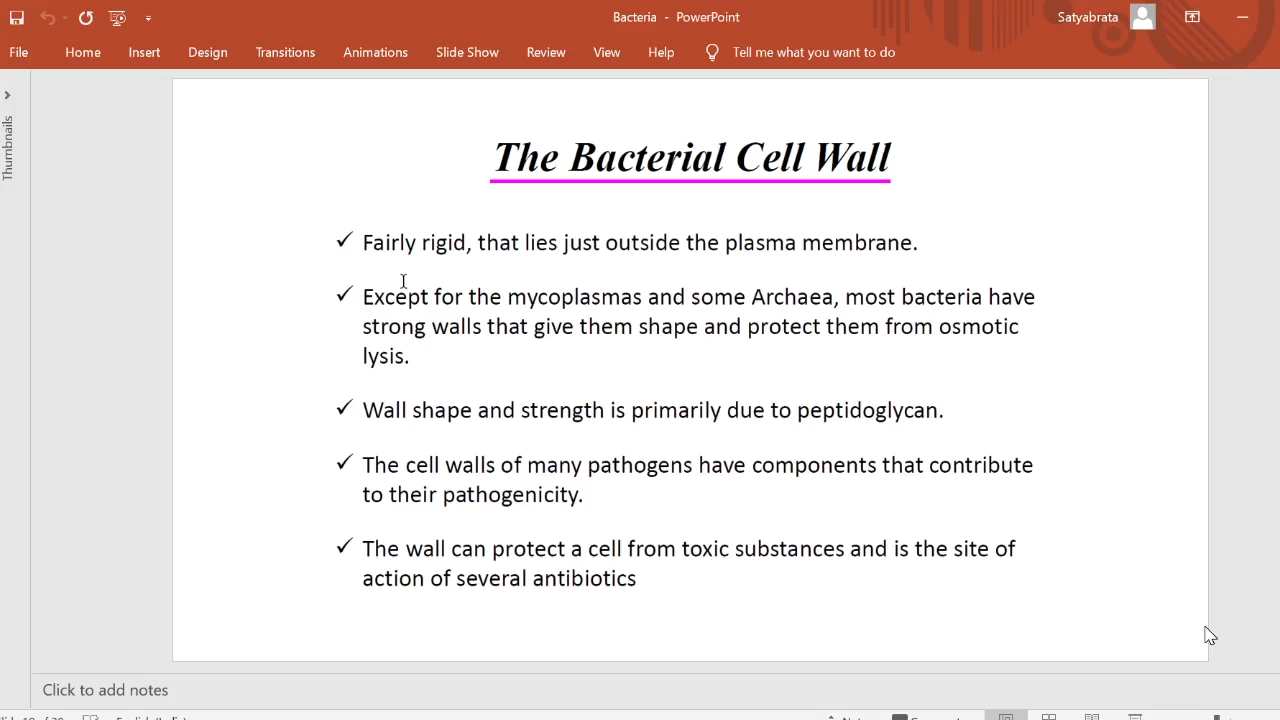 Bacteria - PowerPoint
Satyabrata
File Home Insert Design Transitions Animations Slide Show Review View Help Tell me what you want to do
Thumbnails
The Bacterial Cell Wall
✓ Fairly rigid, that lies just outside the plasma membrane.
✓ Except for the mycoplasmas and some Archaea, most bacteria have
strong walls that give them shape and protect them from osmotic
lysis.
✓ Wall shape and strength is primarily due to peptidoglycan.
✓ The cell walls of many pathogens have components that contribute
to their pathogenicity.
✓ The wall can protect a cell from toxic substances and is the site of
action of several antibiotics
Click to add notes